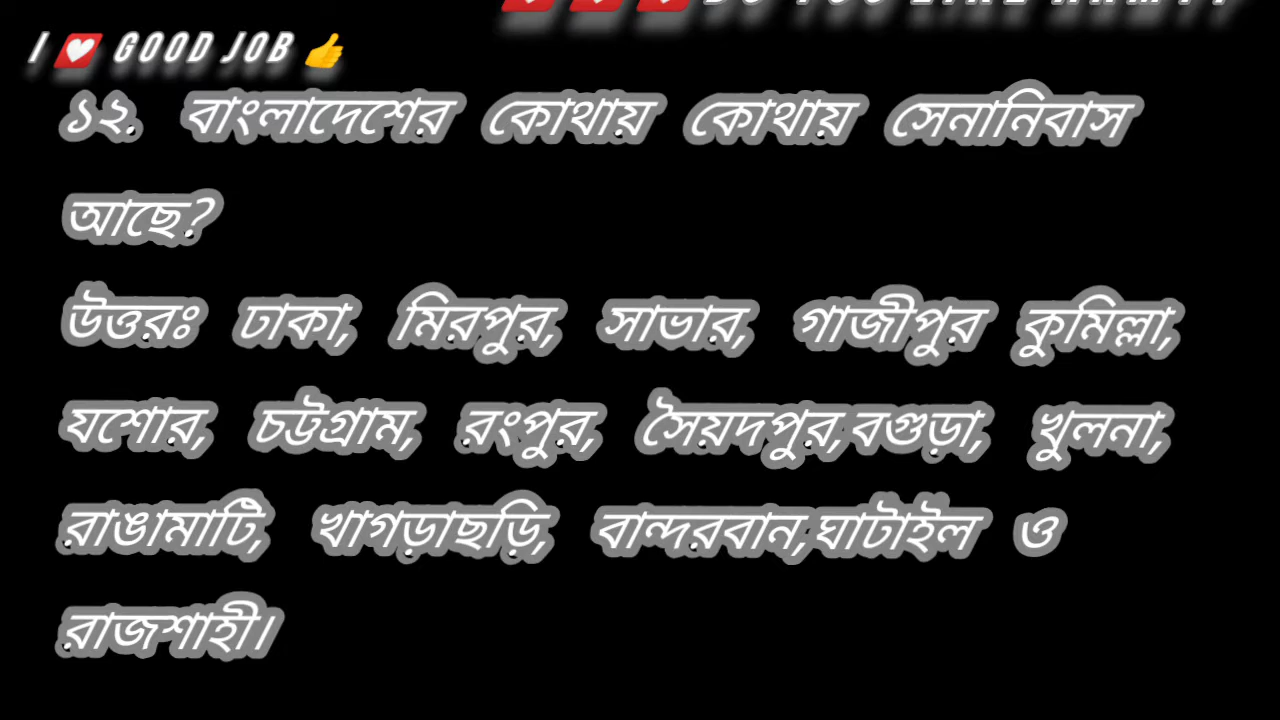 I ❤ GOOD JOB 👍
১২. বাংলাদেশের কোথায় কোথায় সেনানিবাস
আছে?
উত্তরঃ ঢাকা, মিরপুর, সাভার, গাজীপুর কুমিল্লা,
যশোর, চট্টগ্রাম, রংপুর, সৈয়দপুর,বগুড়া, খুলনা,
রাঙামাটি, খাগড়াছড়ি, বান্দরবান,ঘাটাইল ও
রাজশাহী।